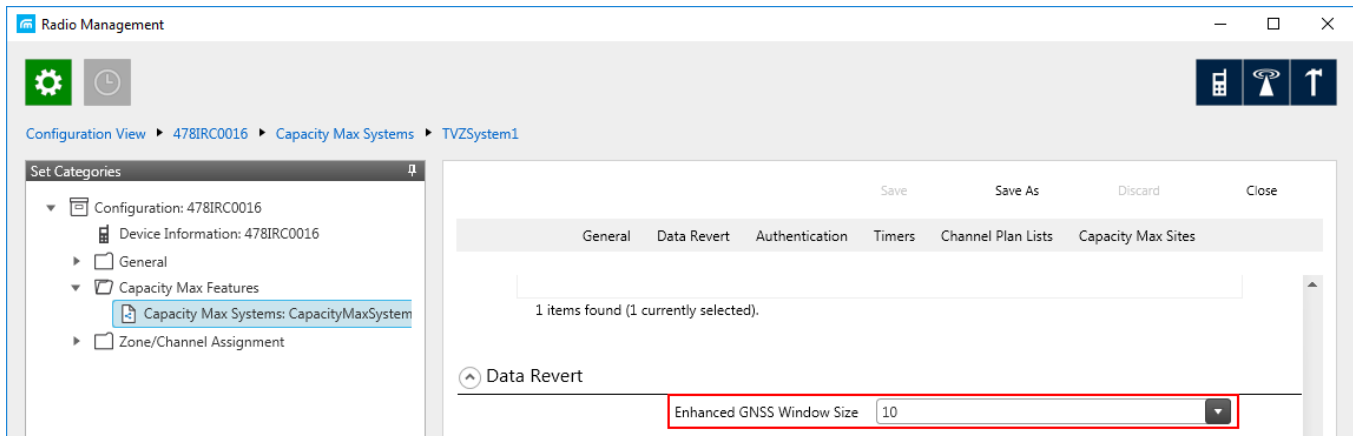 Radio Management
Configuration View ▶ 478IRC0016 ▶ Capacity Max Systems ▶ TVZSystem1
Set Categories
Configuration: 478IRC0016
Device Information: 478IRC0016
General
Capacity Max Features
Capacity Max Systems: CapacityMaxSystem
Zone/Channel Assignment
Save Save As Discard Close
General Data Revert Authentication Timers Channel Plan Lists Capacity Max Sites
1 items found (1 currently selected).
Data Revert
Enhanced GNSS Window Size 10